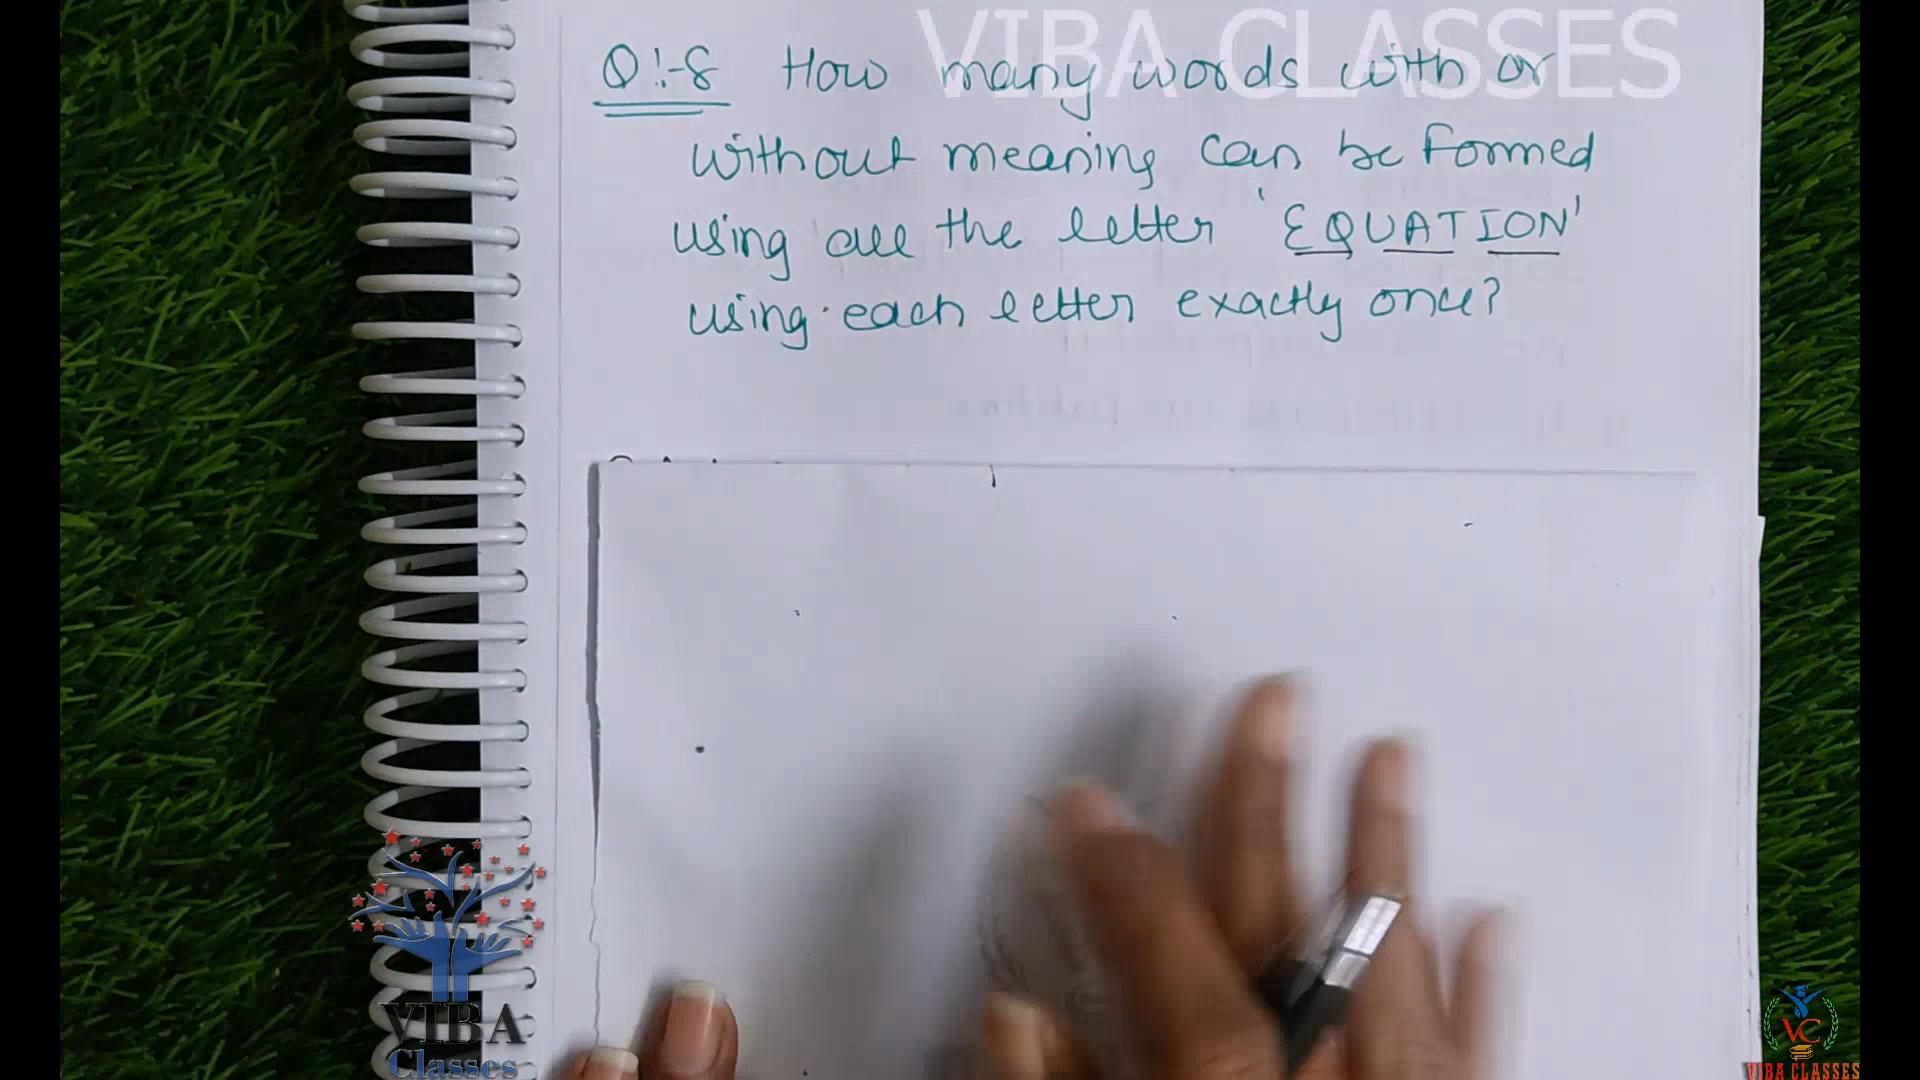 VIBA CLASSES
Q:-8 How many words with or
without meaning can be formed
using all the letter 'EQUATION'
using each letter exactly once?
VIBA
Classes
VC
VIBA CLASSES